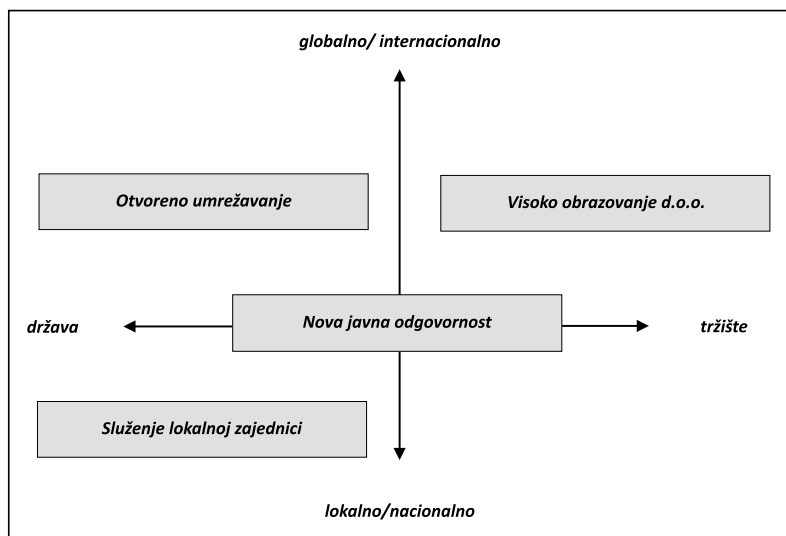 globalno/ internacionalno
Otvoreno umrežavanje
Visoko obrazovanje d.o.o.
država
Nova javna odgovornost
tržište
Služenje lokalnoj zajednici
lokalno/nacionalno